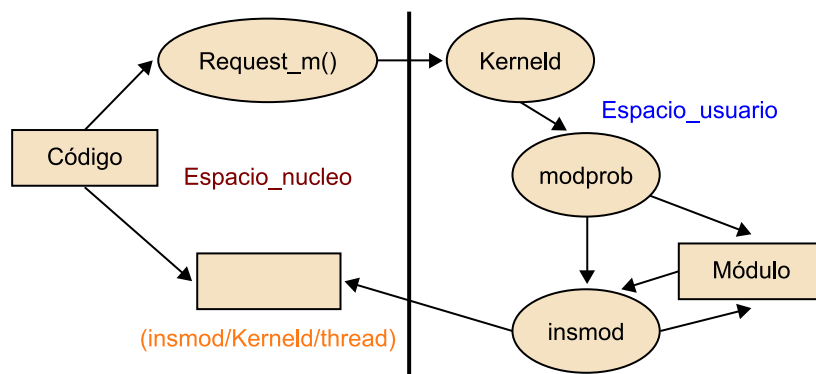 Request_m()
Kerneld
Espacio_usuario
Código
Espacio_nucleo
modprob
Módulo
insmod
(insmod/Kerneld/thread)